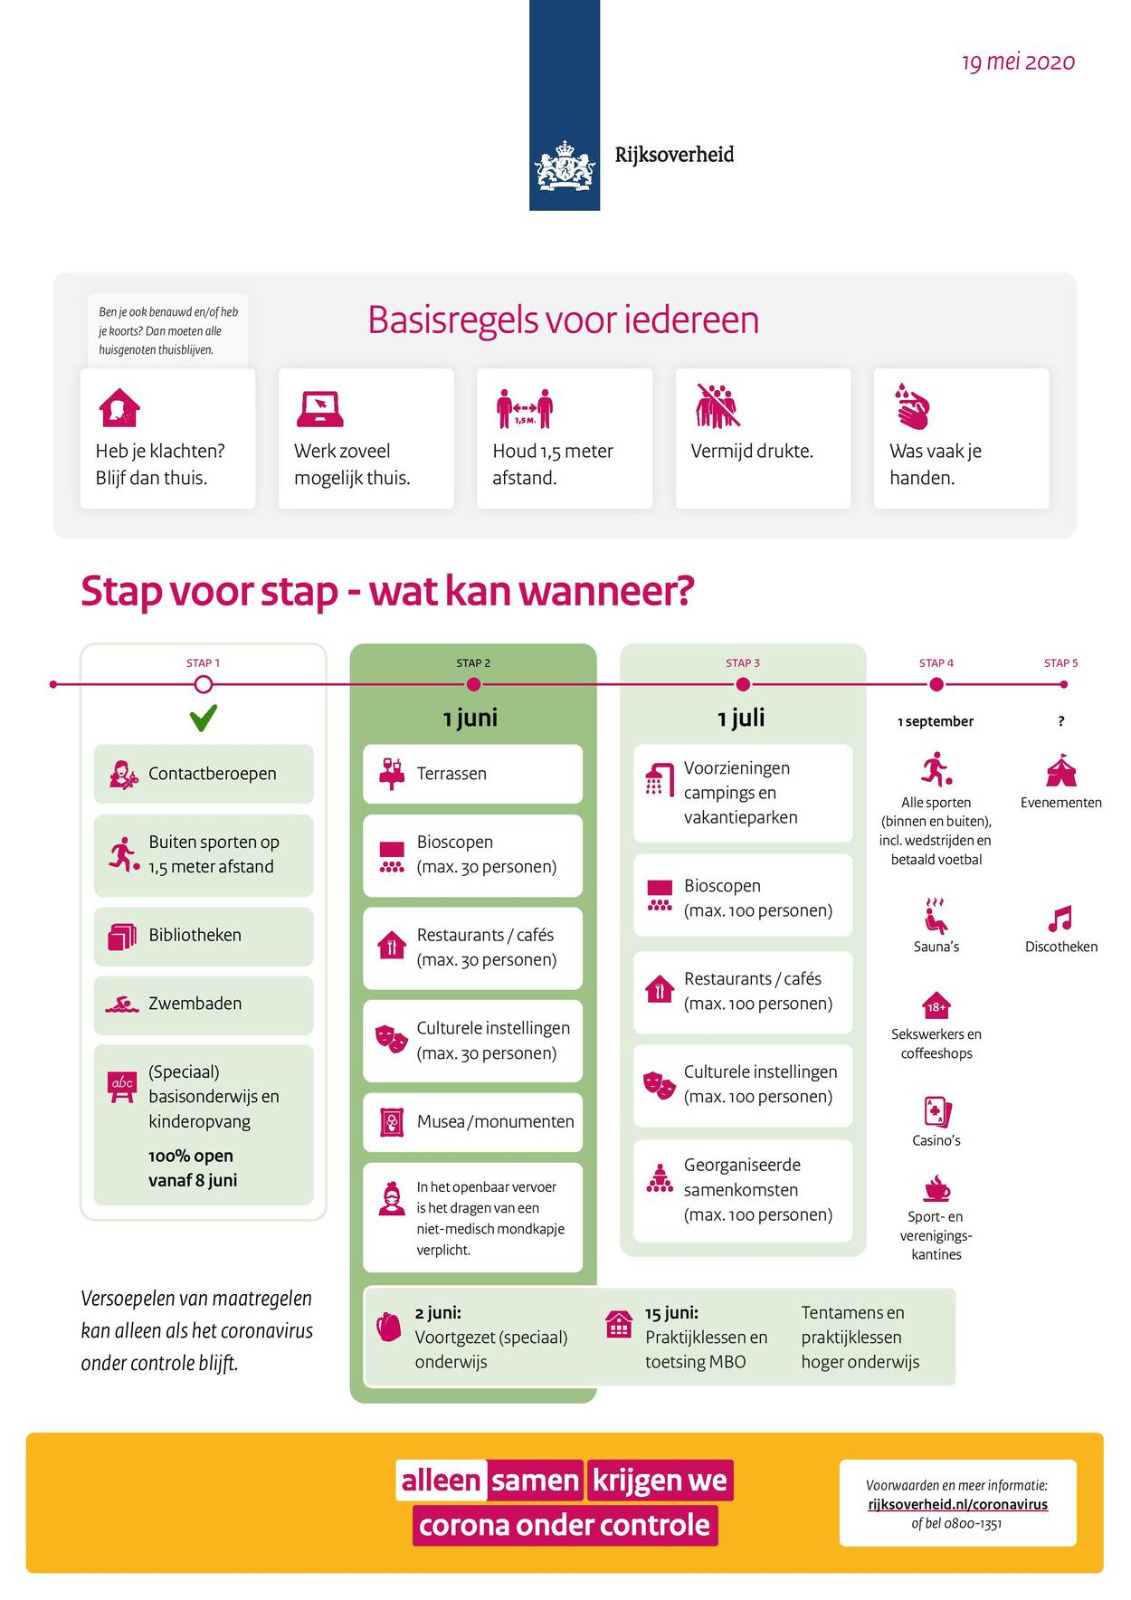 19 mei 2020
Rijksoverheid
Ben je ook benauwd en/of heb
je koorts? Dan moeten alle
huisgenoten thuisblijven.
Basisregels voor iedereen
Heb je klachten?
Blijf dan thuis.
Werk zoveel
mogelijk thuis.
1,5 M.
Houd 1,5 meter
afstand.
Vermijd drukte.
Was vaak je
handen.
Stap voor stap - wat kan wanneer?
STAP 1
Contactberoepen
Buiten sporten op
1,5 meter afstand
Bibliotheken
Zwembaden
abc
(Speciaal)
basisonderwijs en
kinderopvang
100% open
vanaf 8 juni
STAP 2
1 juni
Terrassen
Bioscopen
(max. 30 personen)
Restaurants / cafés
(max. 30 personen)
Culturele instellingen
(max. 30 personen)
Musea / monumenten
In het openbaar vervoer
is het dragen van een
niet-medisch mondkapje
verplicht.
STAP 3
1 juli
Voorzieningen
campings en
vakantieparken
Bioscopen
(max. 100 personen)
Restaurants / cafés
(max. 100 personen)
Culturele instellingen
(max. 100 personen)
Georganiseerde
samenkomsten
(max. 100 personen)
STAP 4
1 september
Alle sporten
(binnen en buiten),
incl. wedstrijden en
betaald voetbal
Sauna's
18+
Sekswerkers en
coffeeshops
A
A
Casino's
Sport- en
verenigings-
kantines
STAP 5
?
Evenementen
Discotheken
Versoepelen van maatregelen
kan alleen als het coronavirus
onder controle blijft.
2 juni:
Voortgezet (speciaal)
onderwijs
15 juni:
Praktijklessen en
toetsing MBO
Tentamens en
praktijklessen
hoger onderwijs
alleen samen krijgen we
corona onder controle
Voorwaarden en meer informatie:
rijksoverheid.nl/coronavirus
of bel 0800-1351